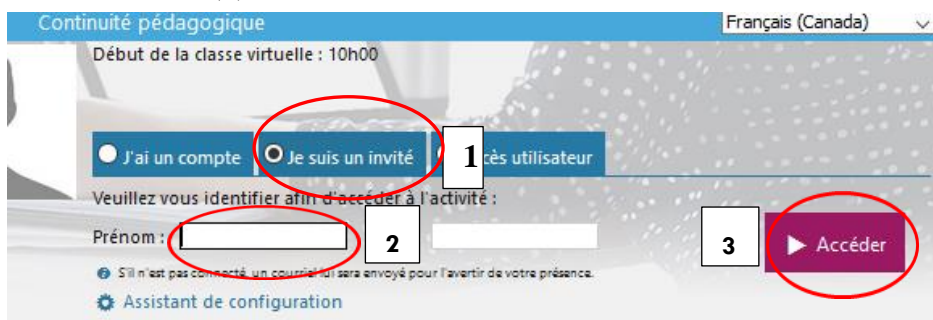 Continuité pédagogique
Français (Canada)
Début de la classe virtuelle : 10h00
J'ai un compte
Je suis un invité
1
cès utilisateur
Veuillez vous identifier afin d'accéder à l'activité :
Prénom :
2
3
Accéder
S'il n'est pas connecté, un courriel lui sera envoyé pour l'avertir de votre présence.
Assistant de configuration